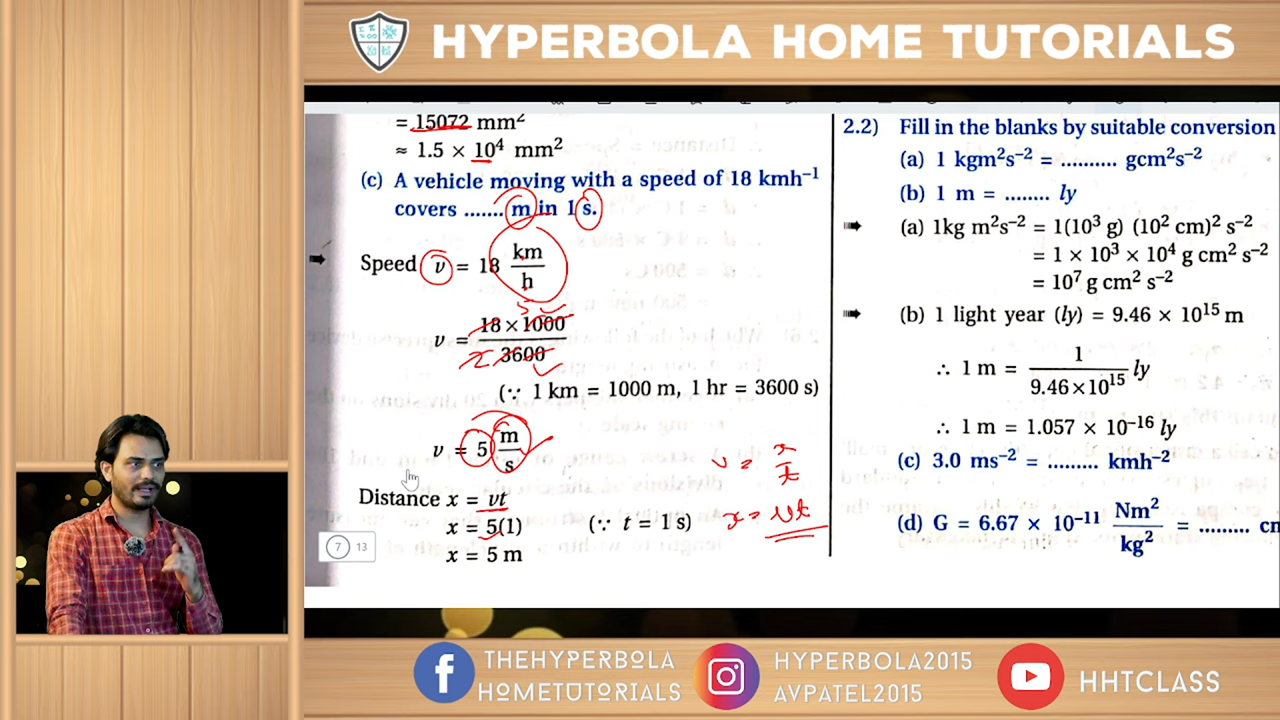 HYPERBOLA HOME TUTORIALS
= 15072 mm²
≈ 1.5 × 10⁴ mm²
(c) A vehicle moving with a speed of 18 kmh⁻¹
covers ....... m in 1 s.
Speed v = 18 km/h
5
v = 18 × 1000 / 3600
2
(∵ 1 km = 1000 m, 1 hr = 3600 s)
v = 5 m/s
Distance x = vt
x = 5(1) (∵ t = 1 s)
x = 5 m
v = x/t
x = vt
7 13
2.2) Fill in the blanks by suitable conversion
(a) 1 kgm²s⁻² = .......... gcm²s⁻²
(b) 1 m = ........ ly
(a) 1kg m²s⁻² = 1(10³ g) (10² cm)² s⁻²
= 1 × 10³ × 10⁴ g cm² s⁻²
= 10⁷ g cm² s⁻²
(b) 1 light year (ly) = 9.46 × 10¹⁵ m
∴ 1 m = 1 / 9.46×10¹⁵ ly
∴ 1 m = 1.057 × 10⁻¹⁶ ly
(c) 3.0 ms⁻² = ......... kmh⁻²
(d) G = 6.67 × 10⁻¹¹ Nm²/kg² = ......... cm
THEHYPERBOLA
HOMETUTORIALS
HYPERBOLA2015
AVPATEL2015
HHTCLASS